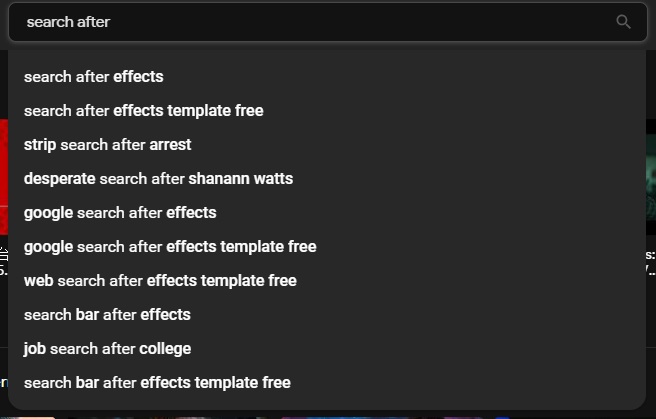 search after
search after effects
search after effects template free
strip search after arrest
desperate search after shanann watts
google search after effects
google search after effects template free
web search after effects template free
search bar after effects
job search after college
search bar after effects template free